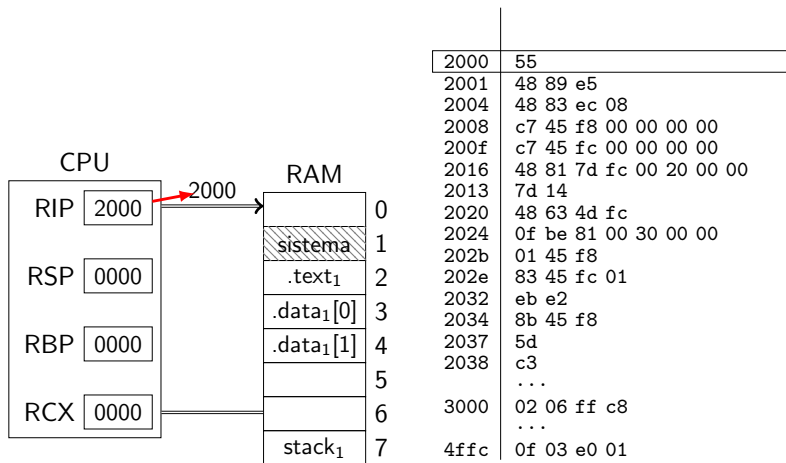 CPU
RIP 2000
RSP 0000
RBP 0000
RCX 0000
2000
RAM
0
sistema 1
.text₁ 2
.data₁[0] 3
.data₁[1] 4
5
6
stack₁ 7
2000 55
2001 48 89 e5
2004 48 83 ec 08
2008 c7 45 f8 00 00 00 00
200f c7 45 fc 00 00 00 00
2016 48 81 7d fc 00 20 00 00
2013 7d 14
2020 48 63 4d fc
2024 0f be 81 00 30 00 00
202b 01 45 f8
202e 83 45 fc 01
2032 eb e2
2034 8b 45 f8
2037 5d
2038 c3
...
3000 02 06 ff c8
...
4ffc 0f 03 e0 01